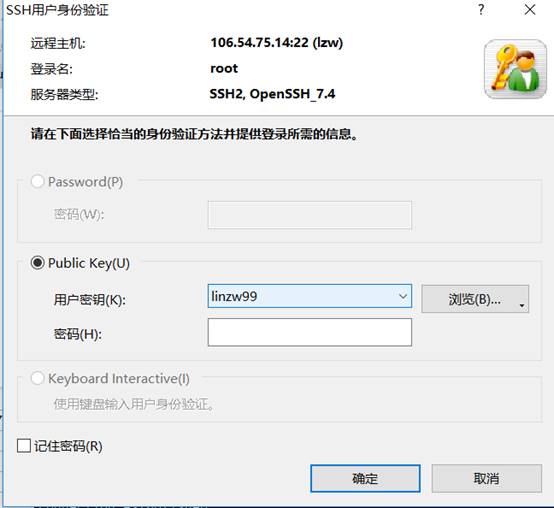 SSH用户身份验证
远程主机: 106.54.75.14:22 (lzw)
登录名: root
服务器类型: SSH2, OpenSSH_7.4
请在下面选择恰当的身份验证方法并提供登录所需的信息。
Password(P)
密码(W):
Public Key(U)
用户密钥(K): linzw99 浏览(B)...
密码(H):
Keyboard Interactive(I)
使用键盘输入用户身份验证。
记住密码(R)
确定 取消